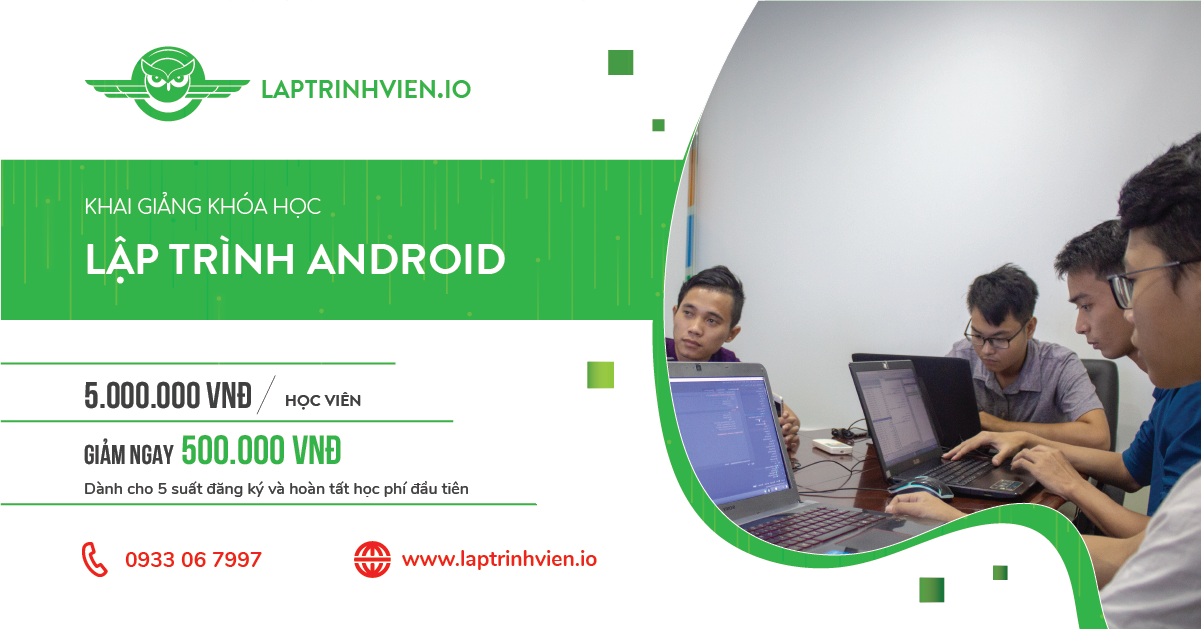 LAPTRINHVIEN.IO
KHAI GIẢNG KHÓA HỌC
LẬP TRÌNH ANDROID
5.000.000 VNĐ / HỌC VIÊN
GIẢM NGAY 500.000 VNĐ
Dành cho 5 suất đăng ký và hoàn tất học phí đầu tiên
0933 06 7997
www.laptrinhvien.io